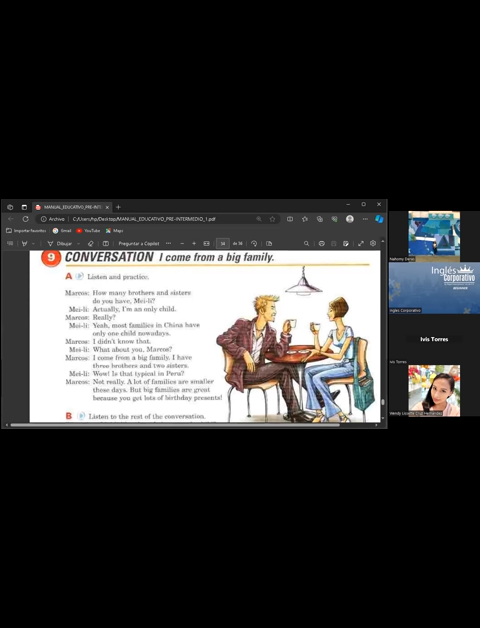 MANUAL_EDUCATIVO_PRE-INTERMEDIO
Archivo
C:/Users/hp/Desktop/MANUAL_EDUCATIVO_PRE-INTERMEDIO_1.pdf
Importar favoritos Gmail YouTube Maps
Dibujar Preguntar a Copilot de 56
9 CONVERSATION I come from a big family.
A Listen and practice.
Marcos: How many brothers and sisters
do you have, Mei-li?
Mei-li: Actually, I'm an only child.
Marcos: Really?
Mei-li: Yeah, most families in China have
only one child nowadays.
Marcos: I didn't know that.
Mei-li: What about you, Marcos?
Marcos: I come from a big family. I have
three brothers and two sisters.
Mei-li: Wow! Is that typical in Peru?
Marcos: Not really. A lot of families are smaller
these days. But big families are great
because you get lots of birthday presents!
B Listen to the rest of the conversation.
Inglés
Corporativo
Inglés Corporativo
Ivis Torres
Ivis Torres